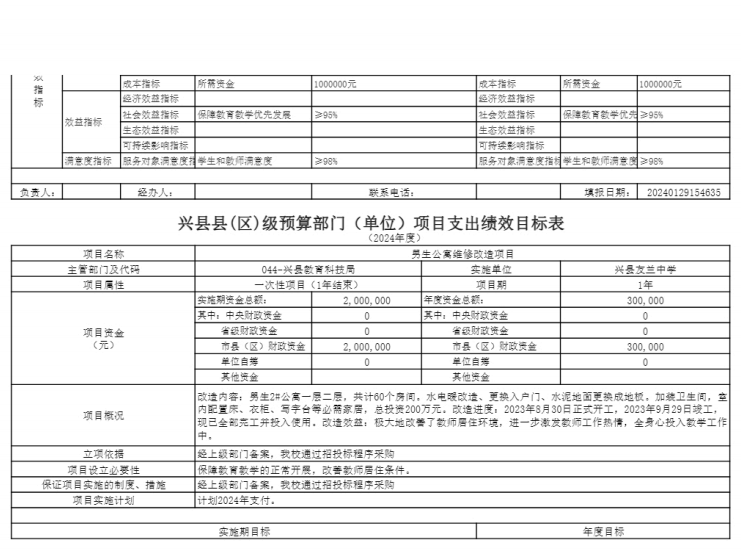 效
指
标
成本指标 所需资金 1000000元 成本指标 所需资金 1000000元
效益指标
经济效益指标 经济效益指标
社会效益指标 保障教育教学优先发展 ≥95% 社会效益指标 保障教育教学优先 ≥95%
生态效益指标 生态效益指标
可持续影响指标 可持续影响指标
满意度指标 服务对象满意度指 学生和教师满意度 ≥98% 服务对象满意度指标 学生和教师满意度 ≥98%
负责人: 经办人: 联系电话: 填报日期: 20240129154635
兴县县(区)级预算部门（单位）项目支出绩效目标表
（2024年度）
项目名称 男生公寓维修改造项目
主管部门及代码 044-兴县教育科技局 实施单位 兴县友兰中学
项目属性 一次性项目（1年结束） 项目期 1年
项目资金
（元）
实施期资金总额: 2,000,000 年度资金总额: 300,000
其中: 中央财政资金 0 其中: 中央财政资金 0
省级财政资金 0 省级财政资金 0
市县（区）财政资金 2,000,000 市县（区）财政资金 300,000
单位自筹 0 单位自筹 0
其他资金 其他资金
项目概况
改造内容: 男生2#公寓一层二层, 共计60个房间。水电暖改造、更换入户门、水泥地面更换成地板。加装卫生间, 室
内配置床、衣柜、写字台等必需家居, 总投资200万元。改造进度: 2023年8月30日正式开工, 2023年9月29日竣工,
现已全部完工并投入使用。改造效益: 极大地改善了教师居住环境, 进一步激发教师工作热情, 全身心投入教学工作
中。
立项依据 经上级部门备案, 我校通过招投标程序采购
项目设立必要性 保障教育教学的正常开展, 改善教师居住条件。
保证项目实施的制度、措施 经上级部门备案, 我校通过招投标程序采购
项目实施计划 计划2024年支付。
实施期目标 年度目标